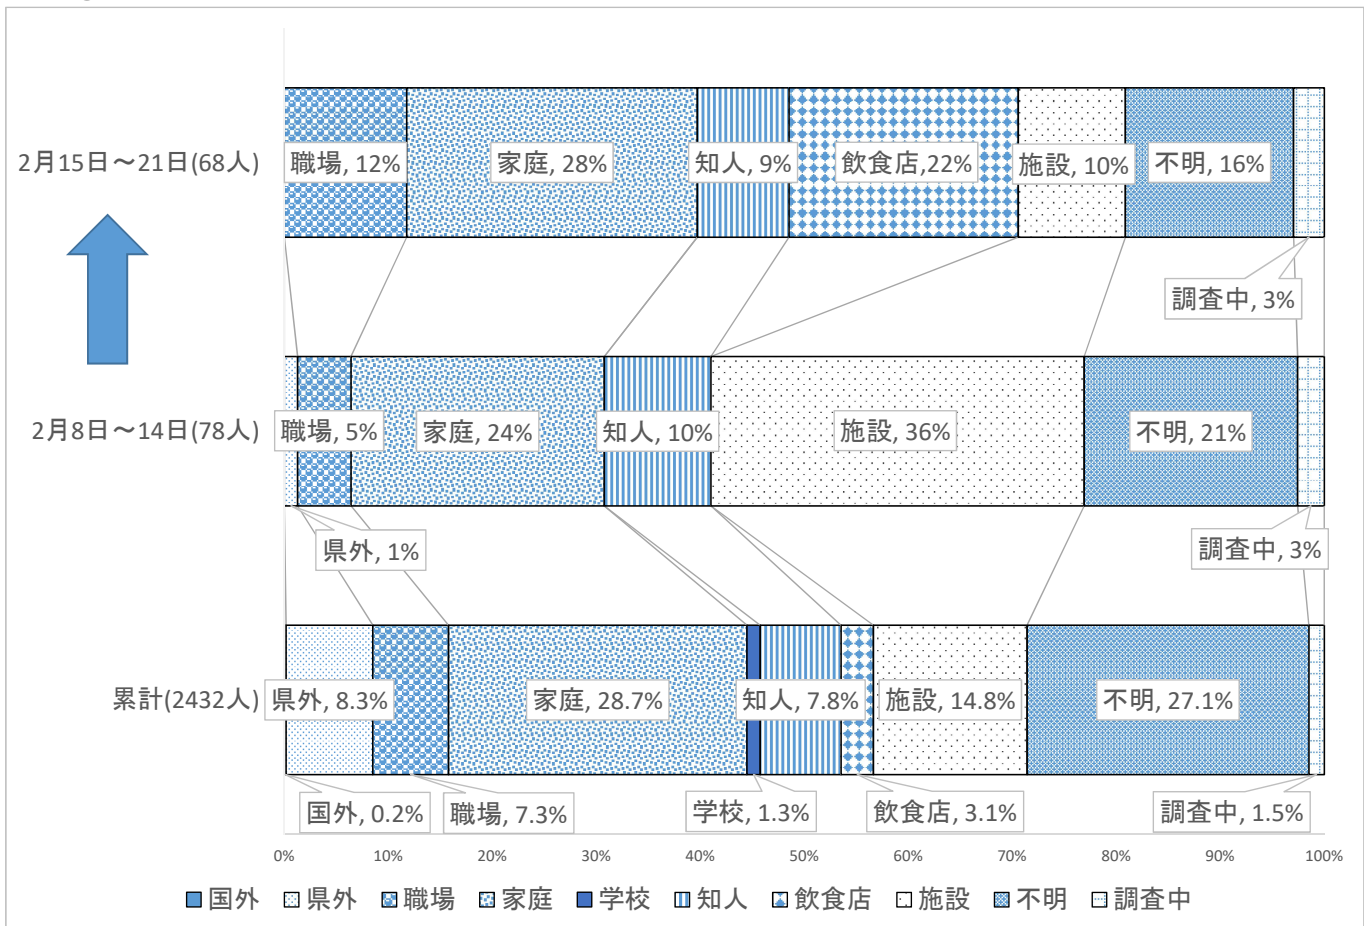 2月15日～21日(68人)
職場, 12%
家庭, 28%
知人, 9%
飲食店,22%
施設, 10%
不明, 16%
調査中, 3%
2月8日～14日(78人)
職場, 5%
家庭, 24%
知人, 10%
施設, 36%
不明, 21%
県外, 1%
調査中, 3%
累計(2432人)
県外, 8.3%
家庭, 28.7%
知人, 7.8%
施設, 14.8%
不明, 27.1%
国外, 0.2%
職場, 7.3%
学校, 1.3%
飲食店, 3.1%
調査中, 1.5%
0% 10% 20% 30% 40% 50% 60% 70% 80% 90% 100%
国外 県外 職場 家庭 学校 知人 飲食店 施設 不明 調査中